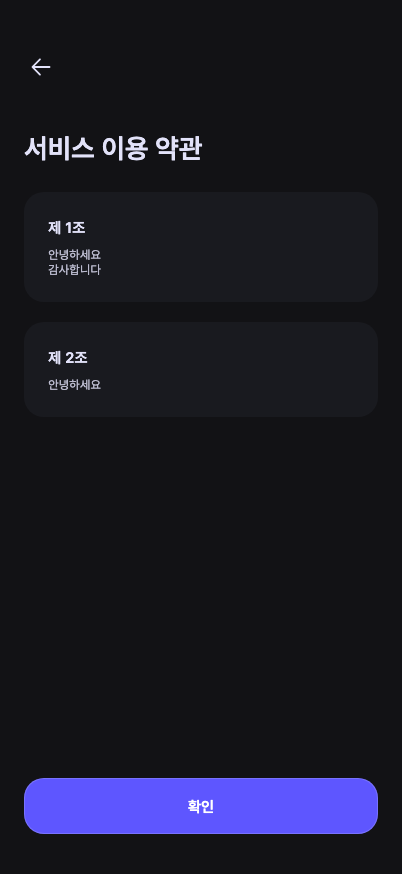 서비스 이용 약관
제 1조
안녕하세요
감사합니다
제 2조
안녕하세요
확인